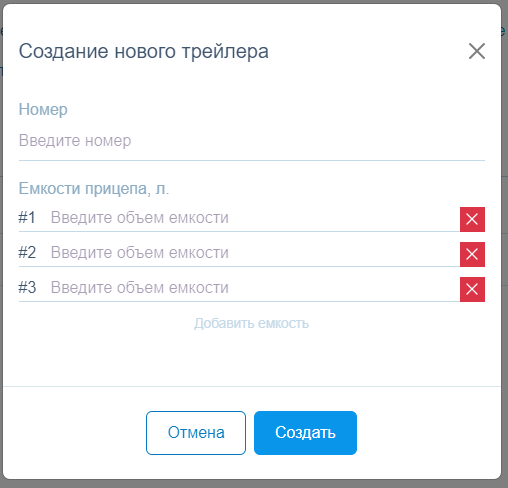 Создание нового трейлера
Номер
Введите номер
Емкости прицепа, л.
#1 Введите объем емкости
#2 Введите объем емкости
#3 Введите объем емкости
Добавить емкость
Отмена Создать